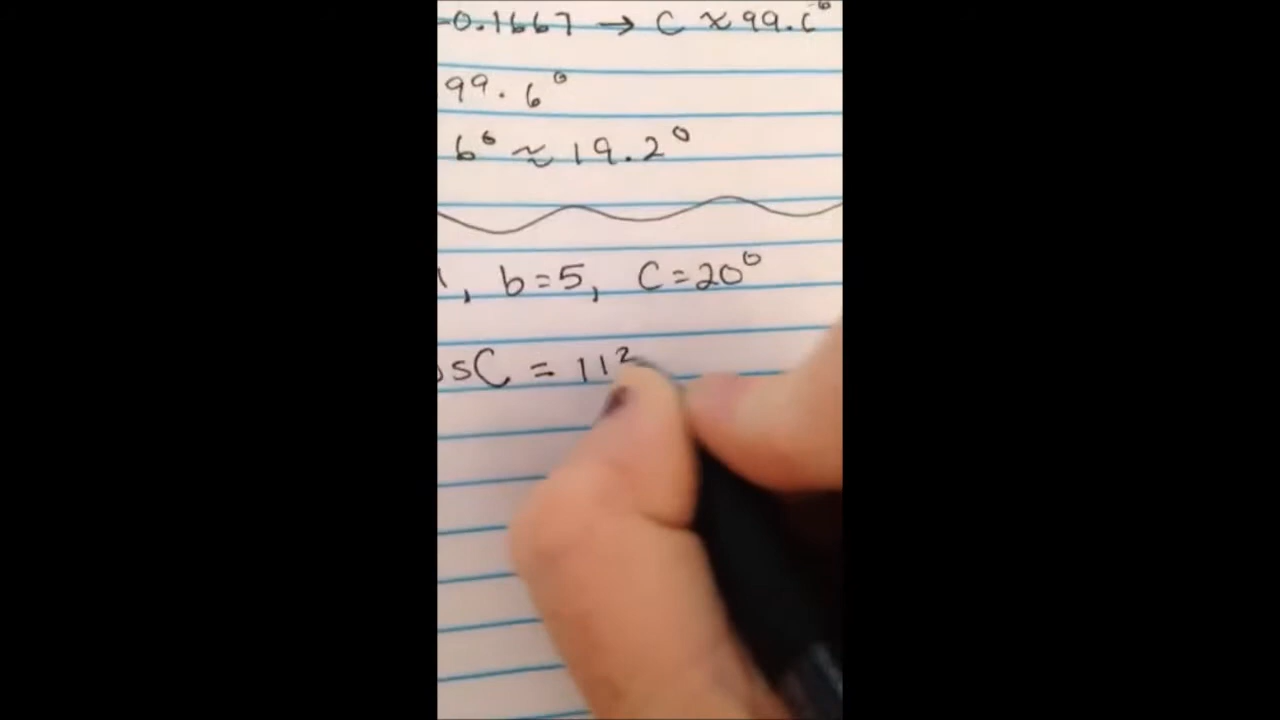 -0.1667 → C ≈ 99.6°
99.6°
6° ≈ 19.2°
, b=5, C=20°
sC = 11²